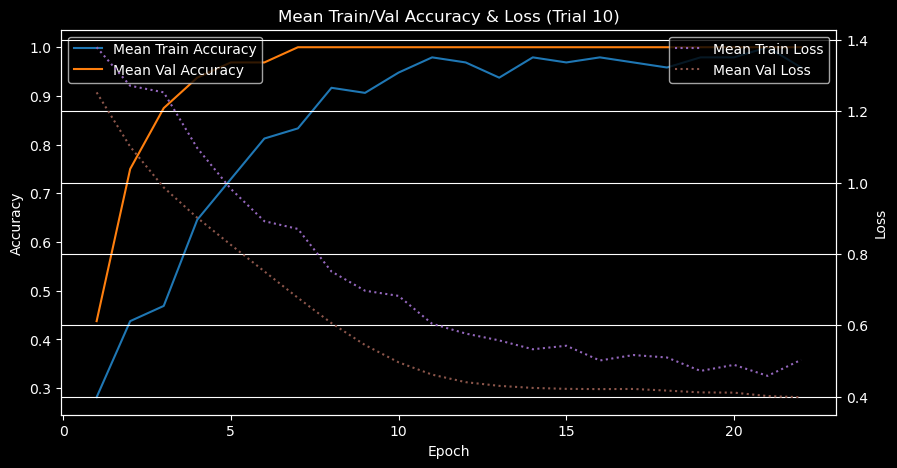 Mean Train/Val Accuracy & Loss (Trial 10)
Mean Train Accuracy
Mean Val Accuracy
Mean Train Loss
Mean Val Loss
Accuracy
1.0
0.9
0.8
0.7
0.6
0.5
0.4
0.3
1.4
1.2
1.0
0.8
0.6
0.4
Loss
0
5
10
15
20
Epoch